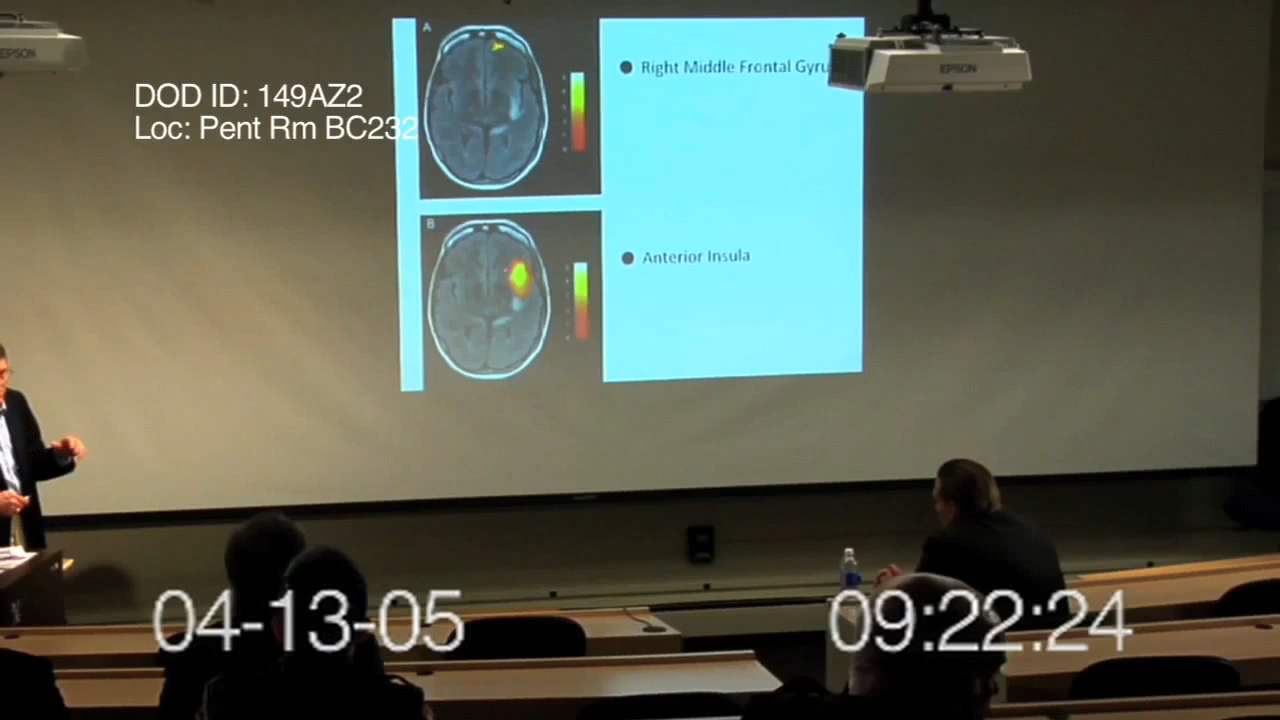 EPSON
EPSON
DOD ID: 149AZ2
Loc: Pent Rm BC232
A
Right Middle Frontal Gyru
B
Anterior Insula
04-13-05
09:22:24